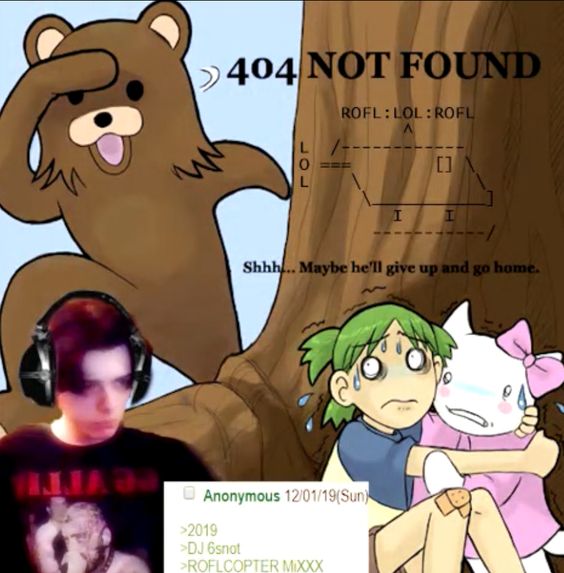 404 NOT FOUND
ROFL:LOL:ROFL
^
L /--------------
O === [] \
L \ \
\_____________]
I I
----------/
Shhh... Maybe he'll give up and go home.
Anonymous 12/01/19(Sun)
>2019
>DJ 6snot
>ROFLCOPTER MiXXX